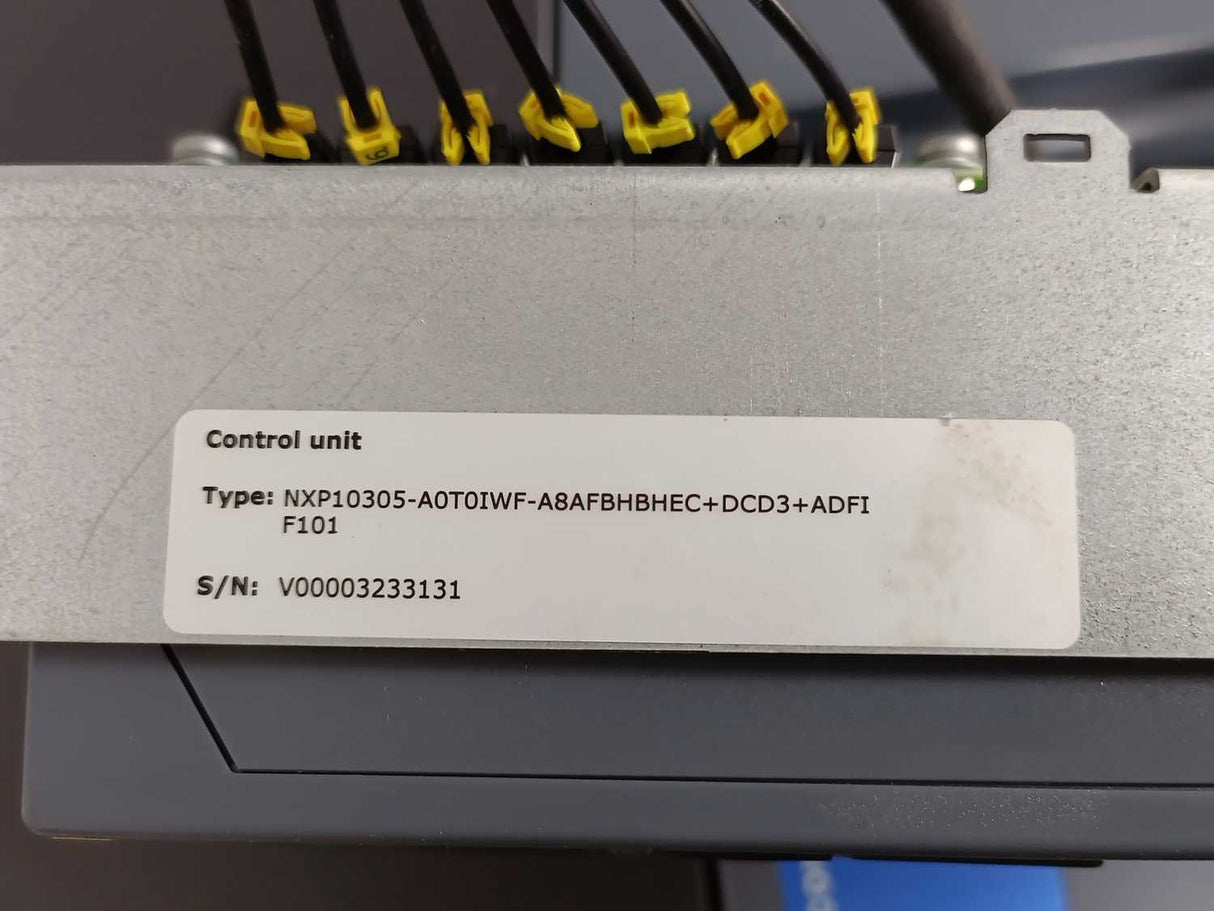 Control unit
Type: NXP10305-A0T0IWF-A8AFBHBHEC+DCD3+ADFI
F101
S/N: V00003233131